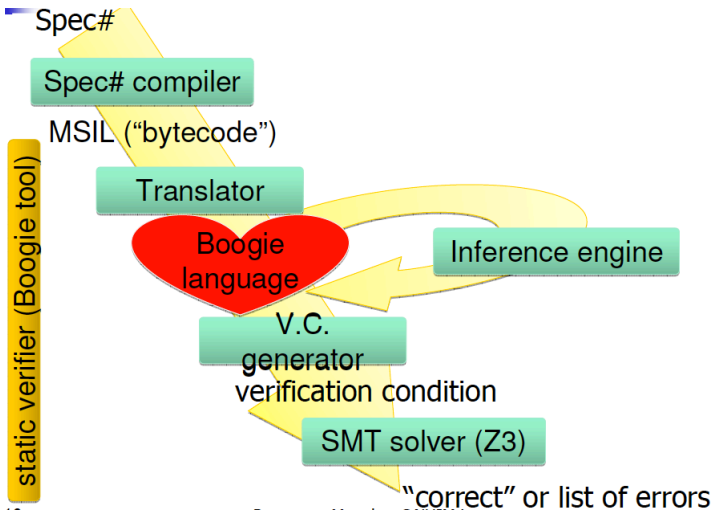 Spec#
Spec# compiler
MSIL (“bytecode”)
static verifier (Boogie tool)
Translator
Boogie
language
Inference engine
V.C.
generator
verification condition
SMT solver (Z3)
“correct” or list of errors